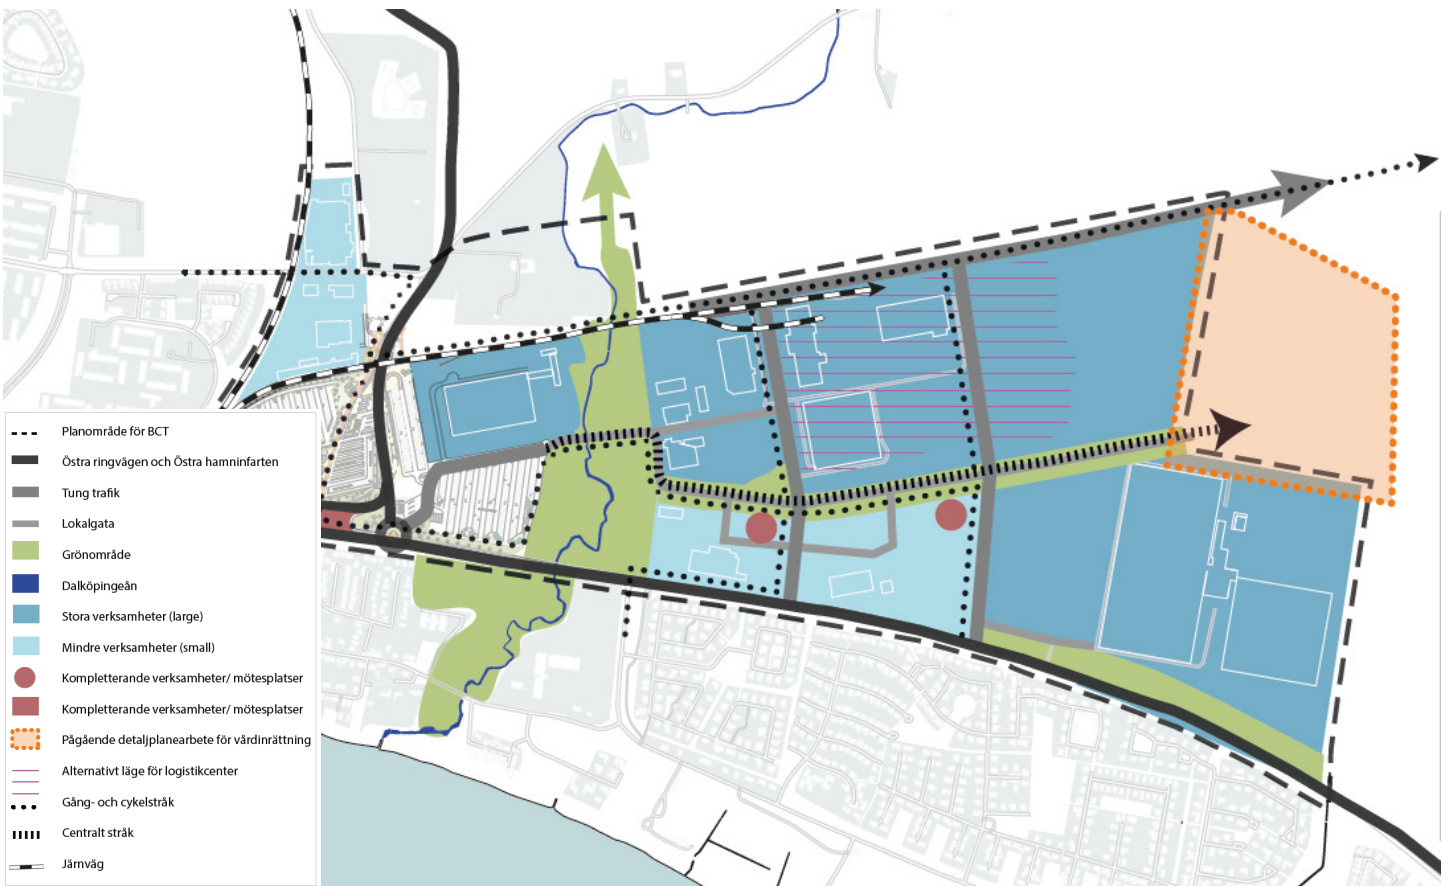 Planområde för BCT
Östra ringvägen och Östra hamninfarten
Tung trafik
Lokalgata
Grönområde
Dalköpingeån
Stora verksamheter (large)
Mindre verksamheter (small)
Kompletterande verksamheter/ mötesplatser
Kompletterande verksamheter/ mötesplatser
Pågående detaljplanearbete för vårdinrättning
Alternativt läge för logistikcenter
Gång- och cykelstråk
Centralt stråk
Järnväg